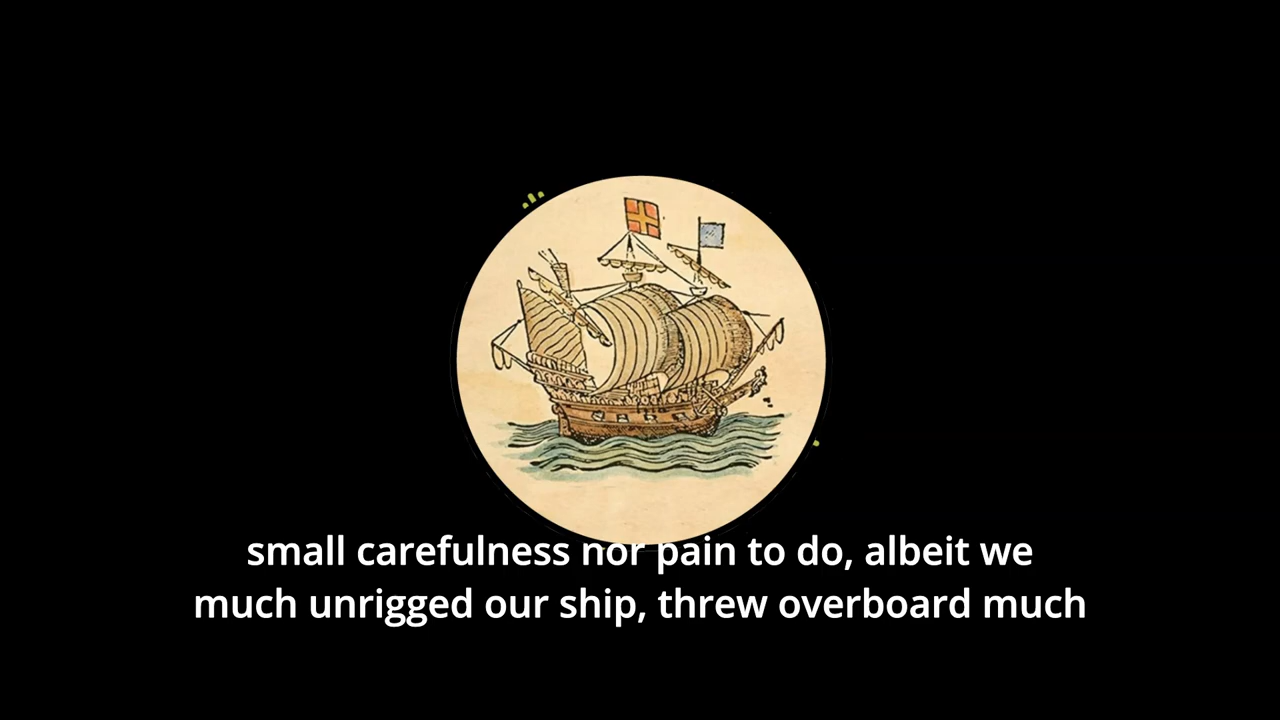 small carefulness nor pain to do, albeit we
much unrigged our ship, threw overboard much